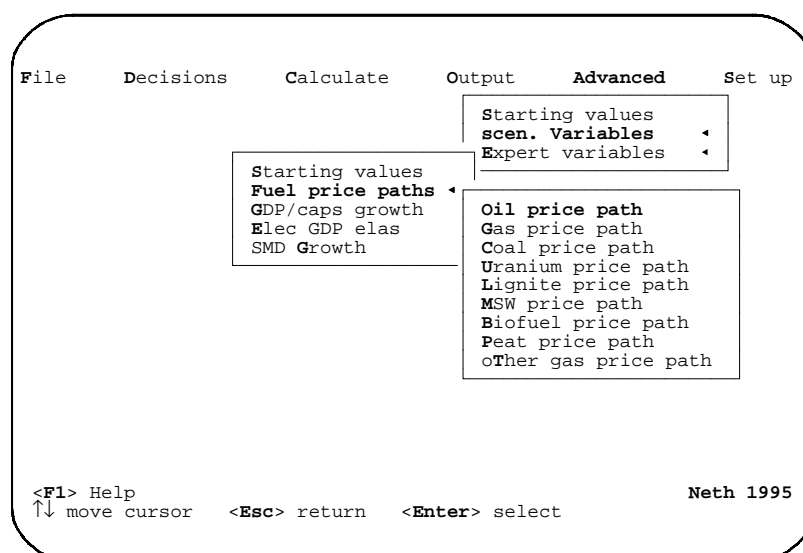 File Decisions Calculate Output Advanced Set up
Starting values
scen. Variables ◂
Expert variables ◂
Starting values
Fuel price paths ◂
GDP/caps growth
Elec GDP elas
SMD Growth
Oil price path
Gas price path
Coal price path
Uranium price path
Lignite price path
MSW price path
Biofuel price path
Peat price path
oTher gas price path
<F1> Help Neth 1995
↑↓ move cursor <Esc> return <Enter> select